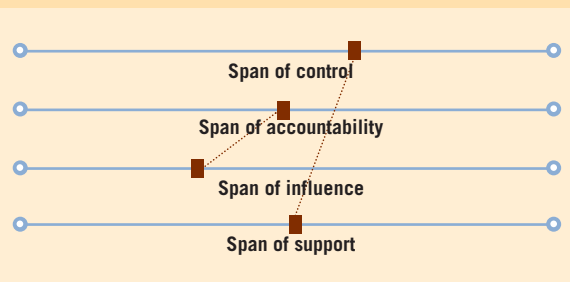 Span of control
Span of accountability
Span of influence
Span of support